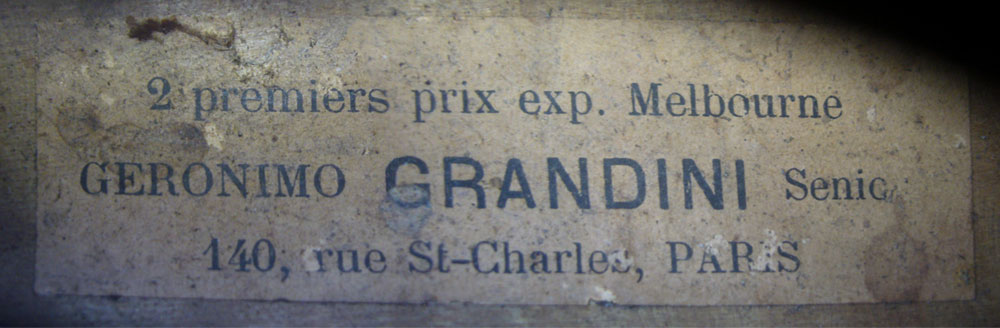 2 premiers prix exp. Melbourne
GERONIMO GRANDINI
140, rue St-Charles, PARIS